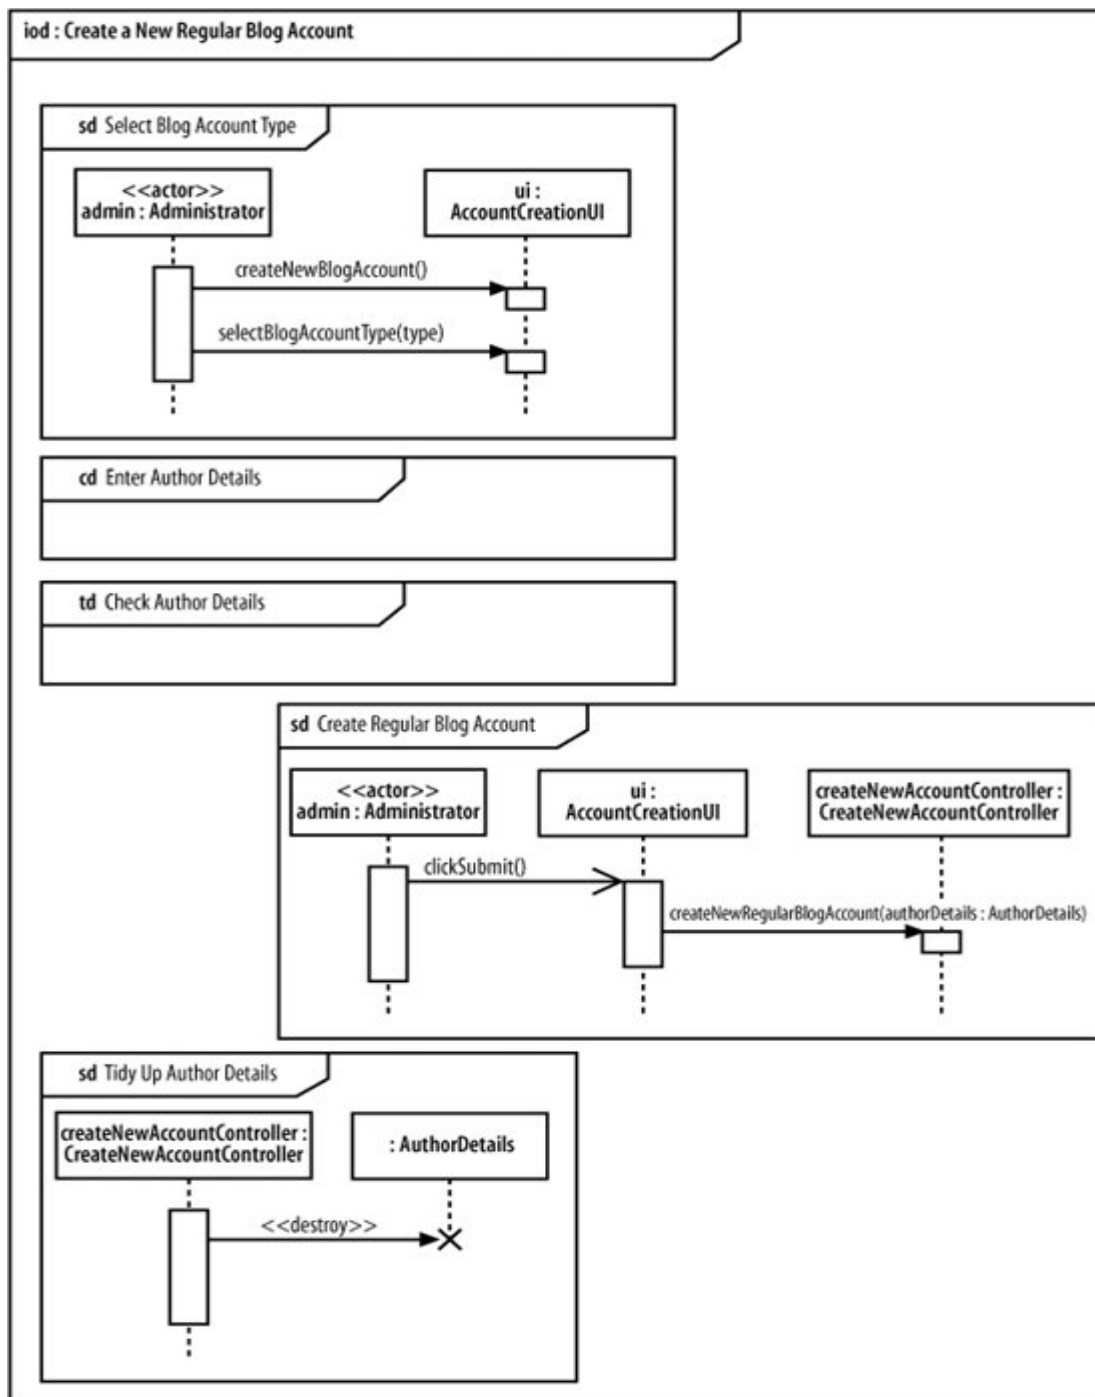 iod : Create a New Regular Blog Account
sd Select Blog Account Type
<<actor>>
admin : Administrator
ui :
AccountCreationUI
createNewBlogAccount()
selectBlogAccountType(type)
cd Enter Author Details
td Check Author Details
sd Create Regular Blog Account
<<actor>>
admin : Administrator
ui :
AccountCreationUI
createNewAccountController :
CreateNewAccountController
clickSubmit()
createNewRegularBlogAccount(authorDetails : AuthorDetails)
sd Tidy Up Author Details
createNewAccountController :
CreateNewAccountController
: AuthorDetails
<<destroy>>